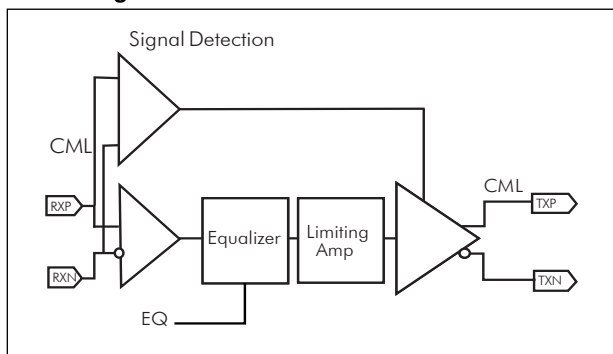 Signal Detection
CML
RXP
RXN
Equalizer
Limiting
Amp
CML
TXP
TXN
EQ